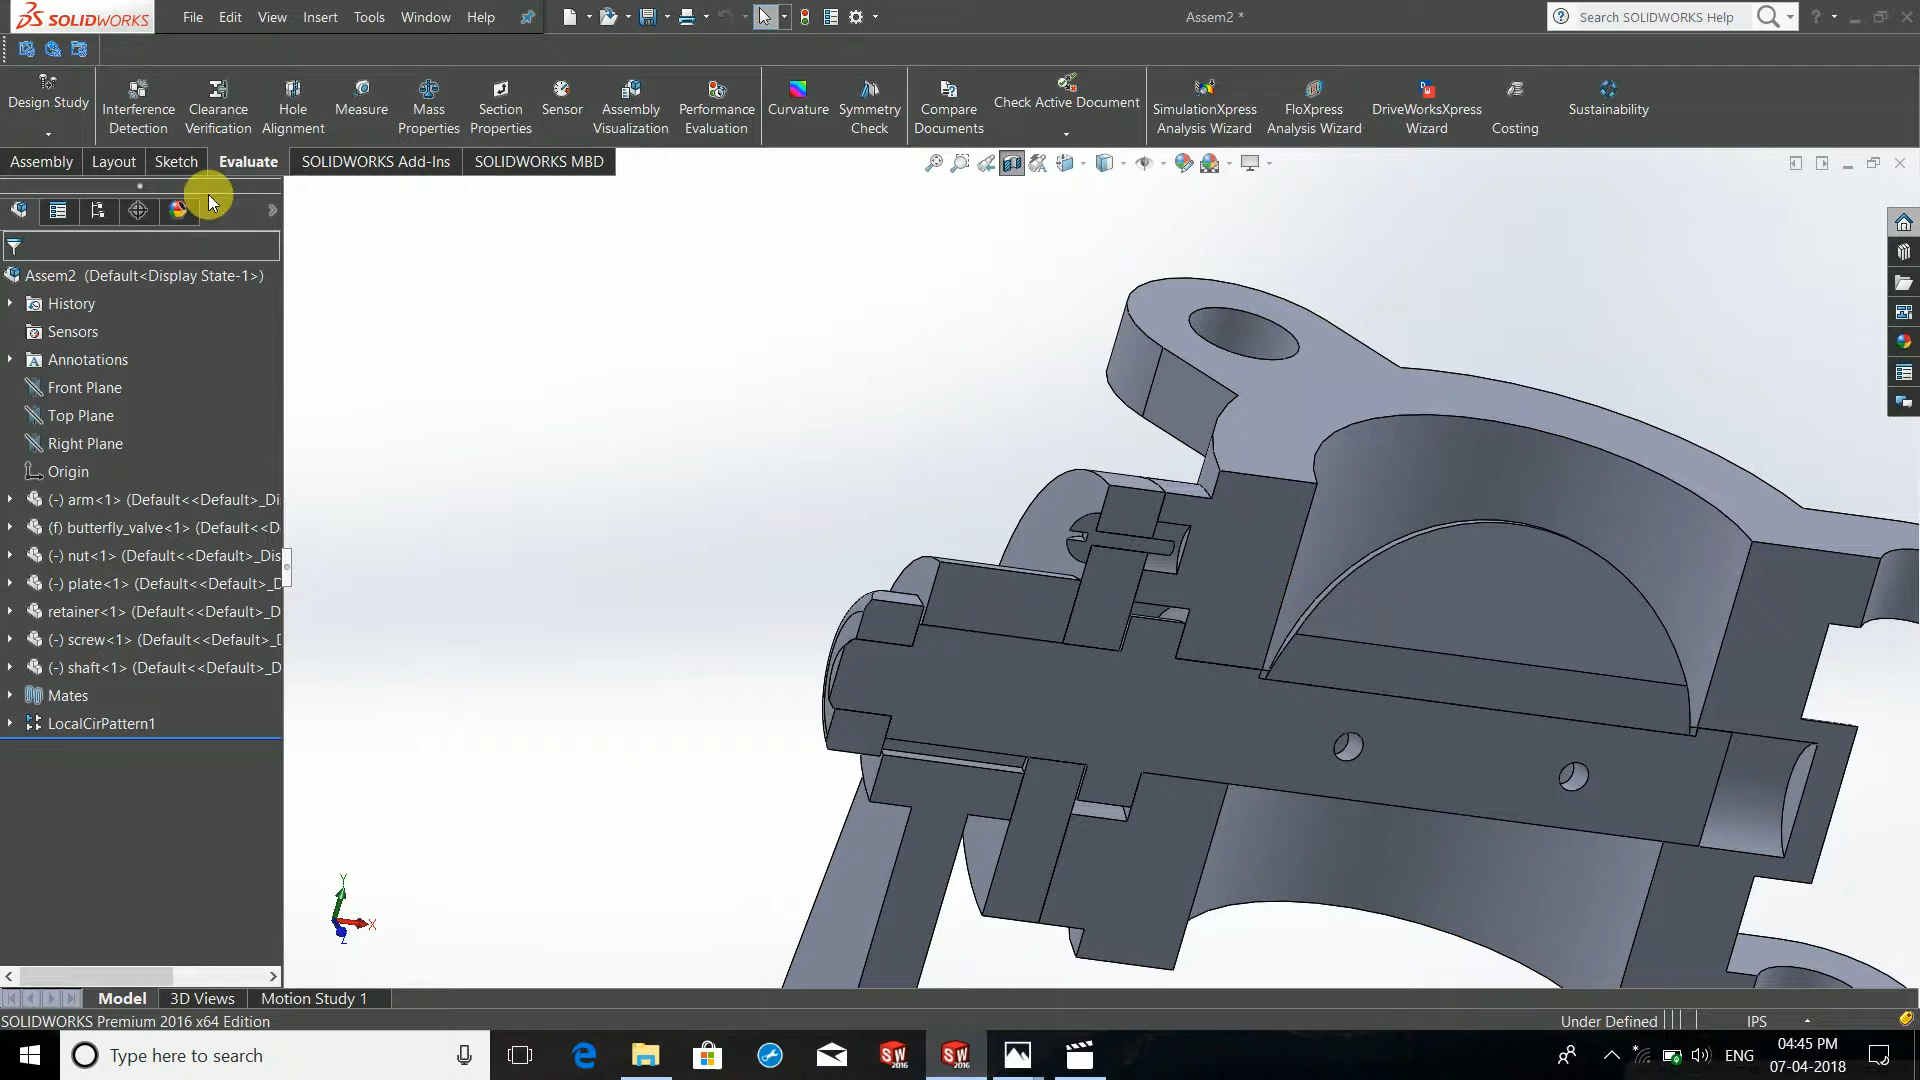 SOLIDWORKS
File Edit View Insert Tools Window Help
Assem2 *
Search SOLIDWORKS Help
Design Study
Interference Detection
Clearance Verification
Hole Alignment
Measure
Mass Properties
Section Properties
Sensor
Assembly Visualization
Performance Evaluation
Curvature
Symmetry Check
Compare Documents
Check Active Document
SimulationXpress Analysis Wizard
FloXpress Analysis Wizard
DriveWorksXpress Wizard
Costing
Sustainability
Assembly Layout Sketch Evaluate SOLIDWORKS Add-Ins SOLIDWORKS MBD
Assem2 (Default<Display State-1>)
History
Sensors
Annotations
Front Plane
Top Plane
Right Plane
Origin
(-) arm<1> (Default<<Default>_Di
(f) butterfly_valve<1> (Default<<D
(-) nut<1> (Default<<Default>_Dis
(-) plate<1> (Default<<Default>_D
retainer<1> (Default<<Default>_D
(-) screw<1> (Default<<Default>_D
(-) shaft<1> (Default<<Default>_D
Mates
LocalCirPattern1
Y
X
Z
Model 3D Views Motion Study 1
SOLIDWORKS Premium 2016 x64 Edition
Under Defined IPS
Type here to search
SW 2016
SW 2016
ENG
04:45 PM
07-04-2018